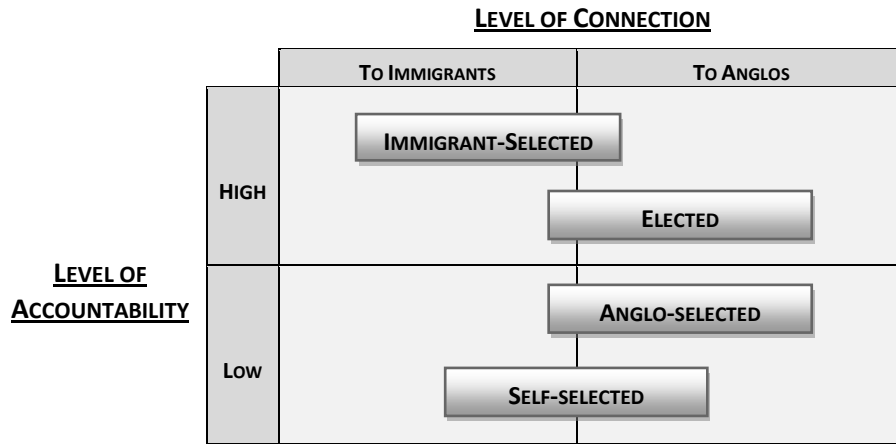 LEVEL OF CONNECTION
TO IMMIGRANTS
TO ANGLOS
HIGH
IMMIGRANT-SELECTED
ELECTED
LEVEL OF
ACCOUNTABILITY
LOW
ANGLO-SELECTED
SELF-SELECTED